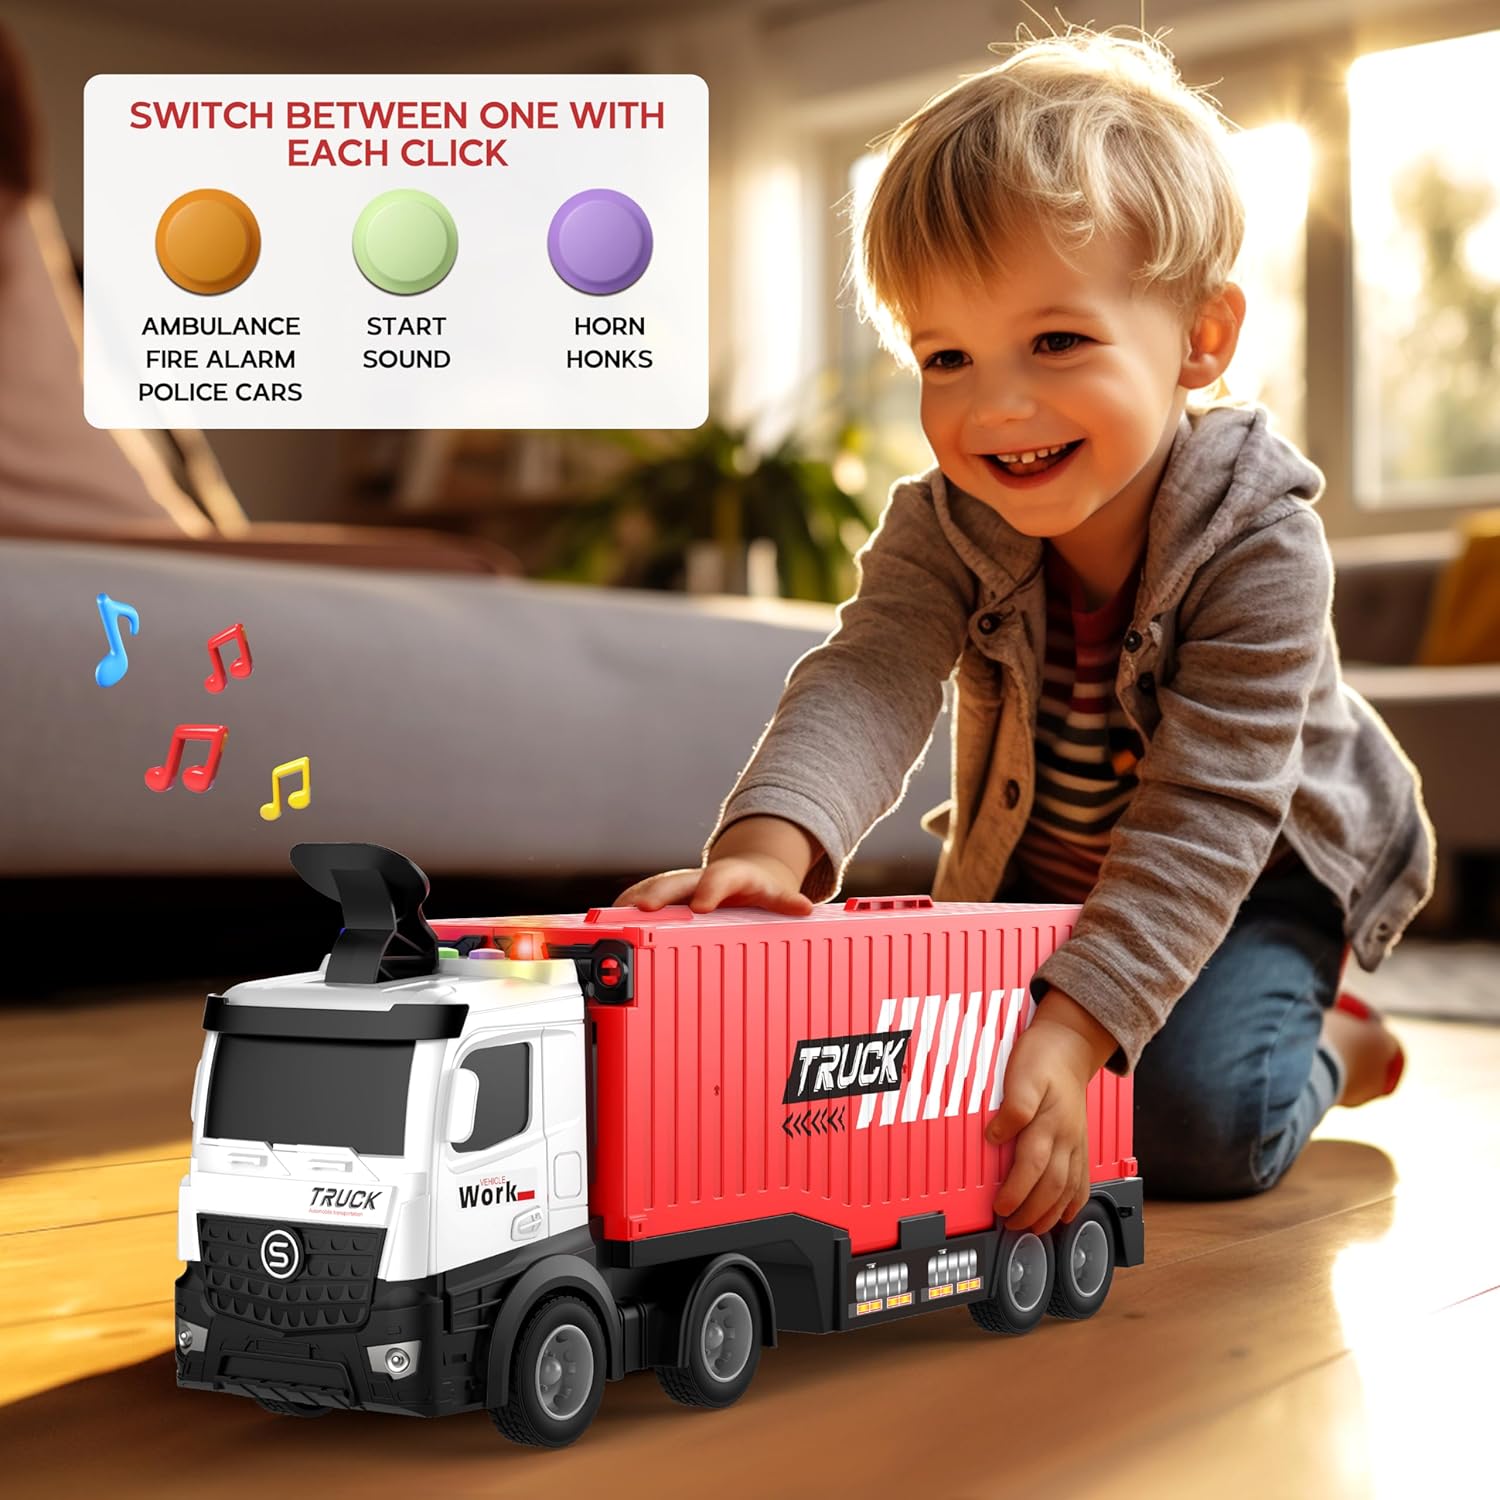 SWITCH BETWEEN ONE WITH
EACH CLICK
AMBULANCE
FIRE ALARM
POLICE CARS
START
SOUND
HORN
HONKS
TRUCK
VEHICLE
Work
TRUCK
S